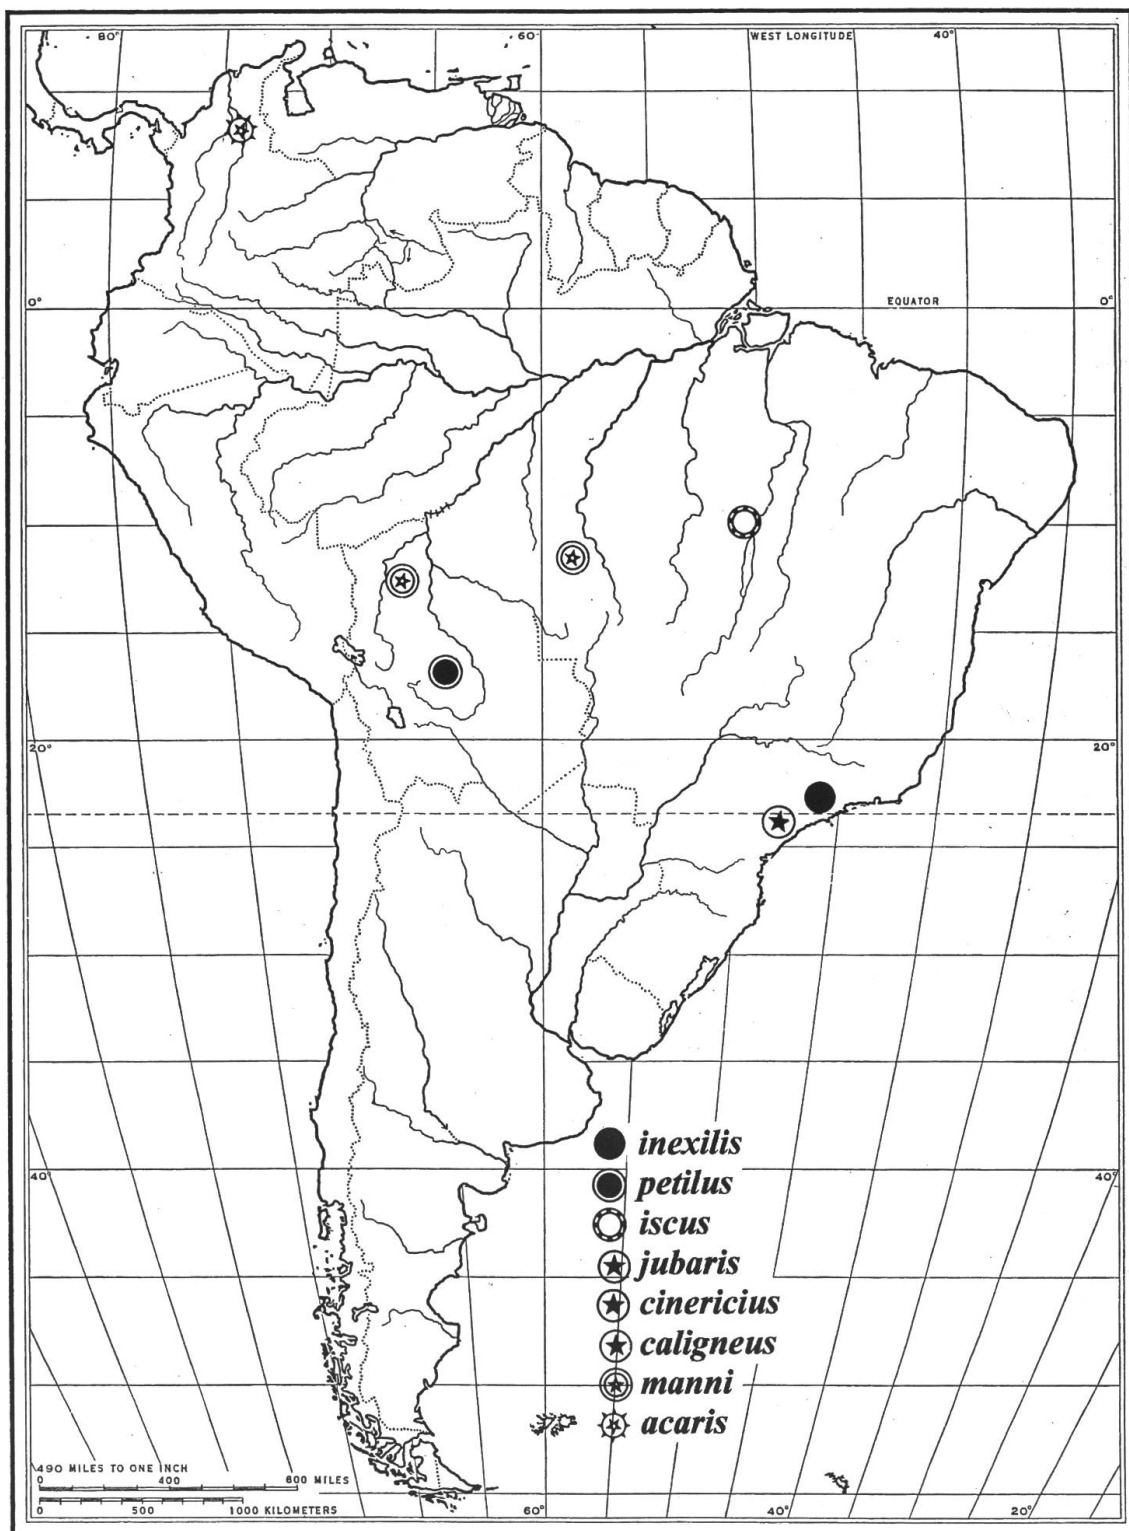 80° 60° WEST LONGITUDE 40°
0° EQUATOR 0°
20° 20°
inexilis
petilus
40° 40°
iscus
jubaris
cinericius
caligneus
manni
acaris
490 MILES TO ONE INCH
0 400 600 MILES
0 500 1000 KILOMETERS 60° 40° 20°